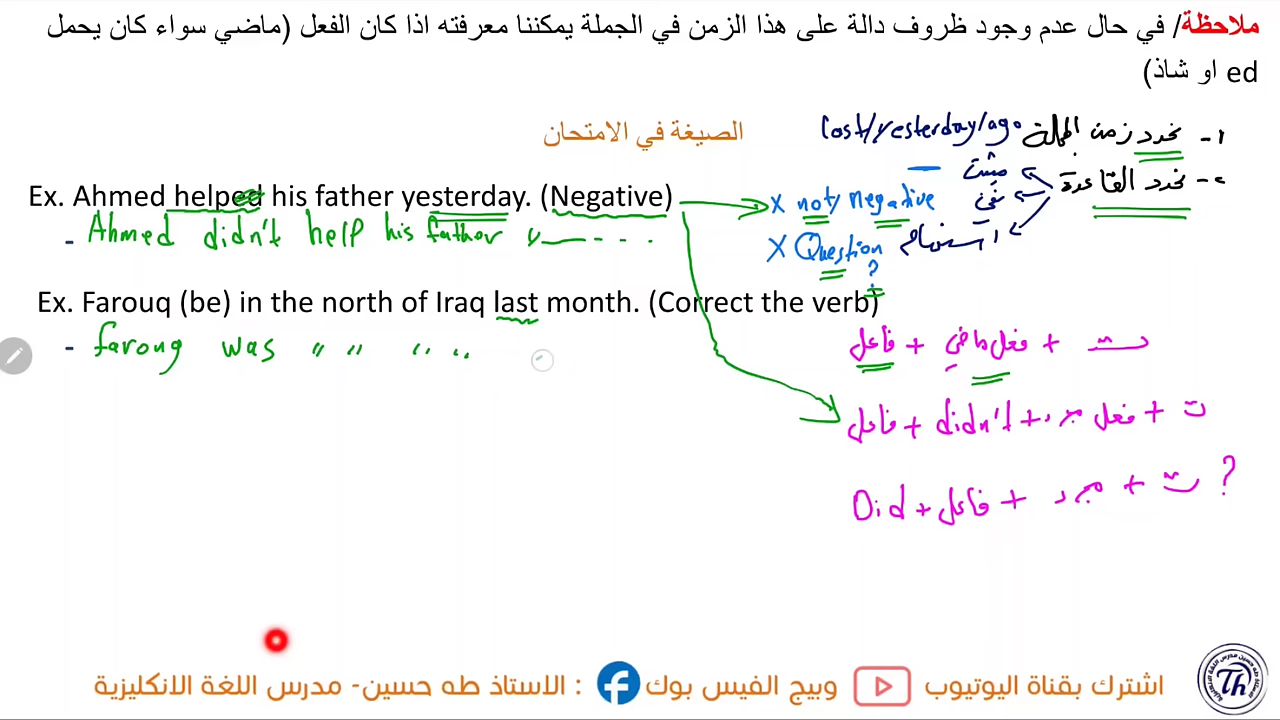 ملاحظة/ في حال عدم وجود ظروف دالة على هذا الزمن في الجملة يمكننا معرفته اذا كان الفعل (ماضي سواء كان يحمل
ed او شاذ)
الصيغة في الامتحان
1- نحدد زمن الجملة last/yesterday/ago
2- نحدد القاعدة
مثبت
نفي not/negative X
استفهام Question X
?
Ex. Ahmed helped his father yesterday. (Negative)
- Ahmed didn't help his father y
Ex. Farouq (be) in the north of Iraq last month. (Correct the verb)
- farouq was " " " "
فاعل + فعل ماضي + ت
فاعل + didn't + فعل مجرد + ت
Did + فاعل + مجرد + ت ?
اشترك بقناة اليوتيوب وبيج الفيس بوك : الاستاذ طه حسين- مدرس اللغة الانكليزية
Th